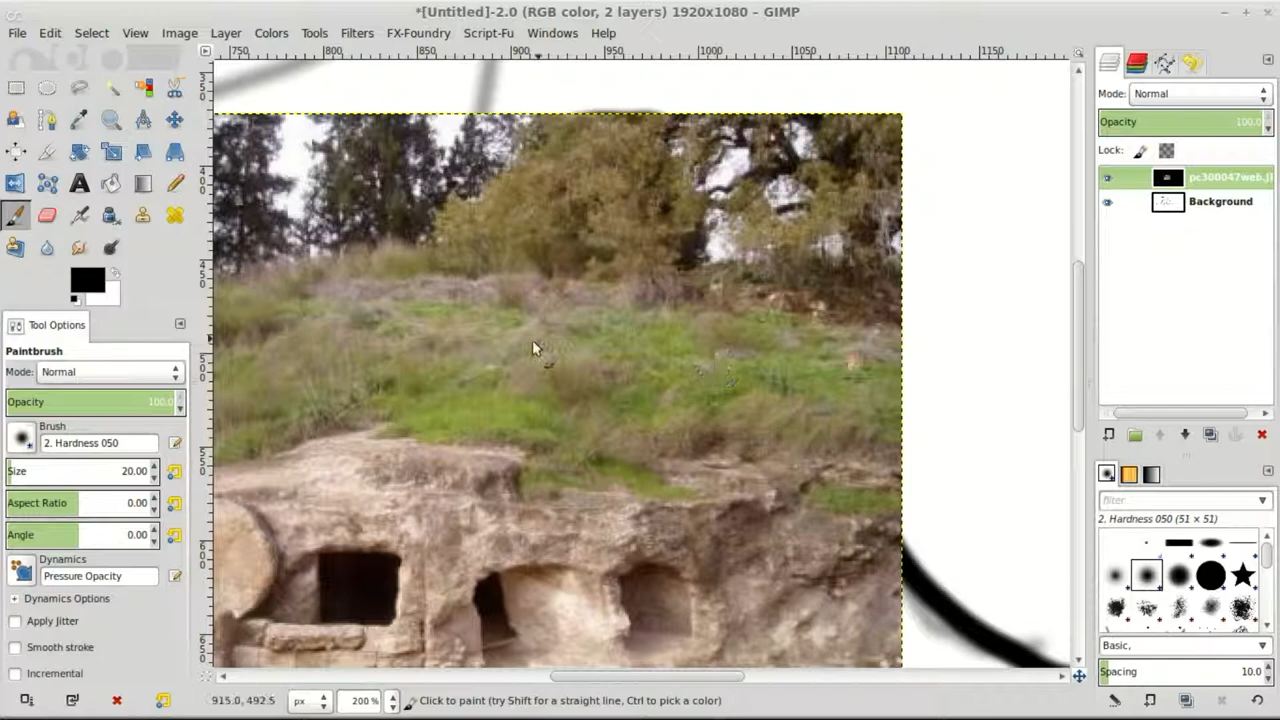 *[Untitled]-2.0 (RGB color, 2 layers) 1920x1080 – GIMP
File Edit Select View Image Layer Colors Tools Filters FX-Foundry Script-Fu Windows Help
750 800 850 900 950 1000 1050 1100 1150
Mode: Normal
Opacity 100.0
Lock:
pc300047web.J
Background
Tool Options
Paintbrush
Mode: Normal
Opacity 100.0
Brush
2. Hardness 050
Size 20.00
Aspect Ratio 0.00
Angle 0.00
Dynamics
Pressure Opacity
Dynamics Options
Apply Jitter
Smooth stroke
Incremental
filter
2. Hardness 050 (51 × 51)
Basic,
Spacing 10.0
915.0, 492.5 px 200 % Click to paint (try Shift for a straight line, Ctrl to pick a color)